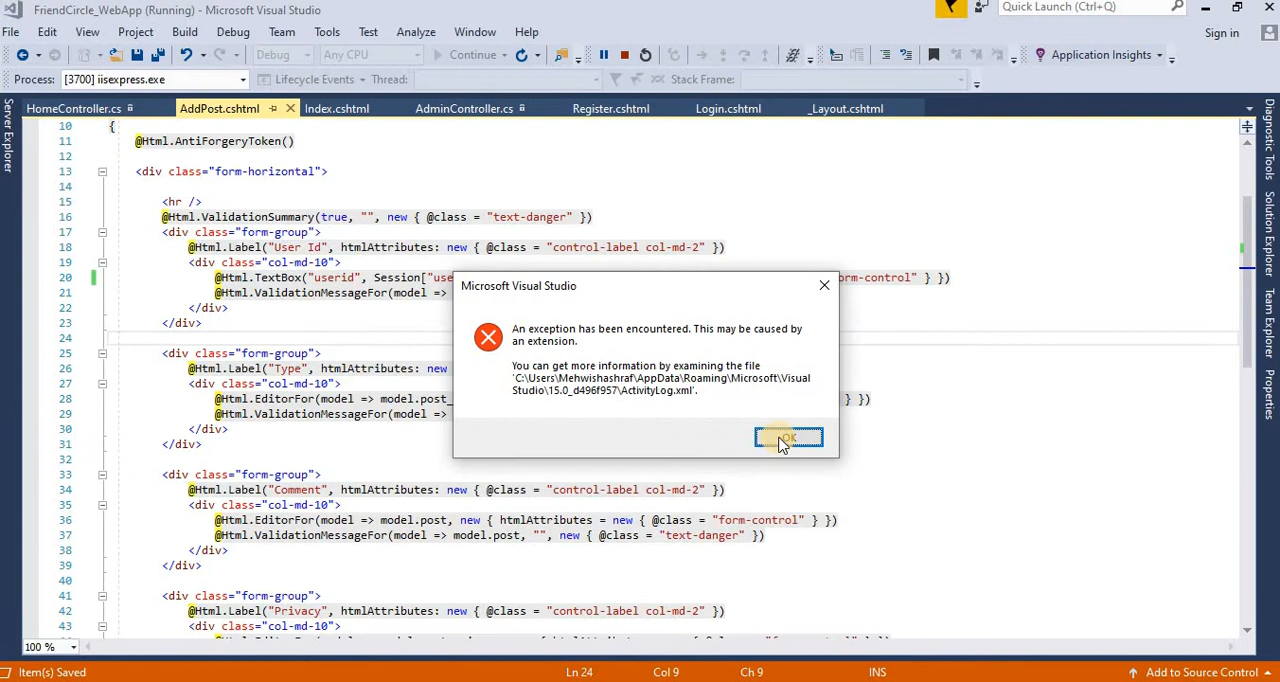 FriendCircle_WebApp (Running) - Microsoft Visual Studio
Quick Launch (Ctrl+Q)
File Edit View Project Build Debug Team Tools Test Analyze Window Help
Sign in
Debug Any CPU Continue Application Insights
Process: [3700] iisexpress.exe Lifecycle Events Thread: Stack Frame:
HomeController.cs AddPost.cshtml Index.cshtml AdminController.cs Register.cshtml Login.cshtml _Layout.cshtml
Server Explorer
Diagnostic Tools
Solution Explorer
Team Explorer
Properties
10 {
11 @Html.AntiForgeryToken()
12
13 <div class="form-horizontal">
14
15 <hr />
16 @Html.ValidationSummary(true, "", new { @class = "text-danger" })
17 <div class="form-group">
18 @Html.Label("User Id", htmlAttributes: new { @class = "control-label col-md-2" })
19 <div class="col-md-10">
20 @Html.TextBox("userid", Session["use orm-control" } })
21 @Html.ValidationMessageFor(model =>
22 </div>
23 </div>
24
25 <div class="form-group">
26 @Html.Label("Type", htmlAttributes: new
27 <div class="col-md-10">
28 @Html.EditorFor(model => model.post_ } })
29 @Html.ValidationMessageFor(model =>
30 </div>
31 </div>
32
33 <div class="form-group">
34 @Html.Label("Comment", htmlAttributes: new { @class = "control-label col-md-2" })
35 <div class="col-md-10">
36 @Html.EditorFor(model => model.post, new { htmlAttributes = new { @class = "form-control" } })
37 @Html.ValidationMessageFor(model => model.post, "", new { @class = "text-danger" })
38 </div>
39 </div>
40
41 <div class="form-group">
42 @Html.Label("Privacy", htmlAttributes: new { @class = "control-label col-md-2" })
43 <div class="col-md-10">
Microsoft Visual Studio
An exception has been encountered. This may be caused by
an extension.
You can get more information by examining the file
'C:\Users\Mehwishashraf\AppData\Roaming\Microsoft\Visual
Studio\15.0_d496f957\ActivityLog.xml'.
OK
100 %
Item(s) Saved Ln 24 Col 9 Ch 9 INS Add to Source Control